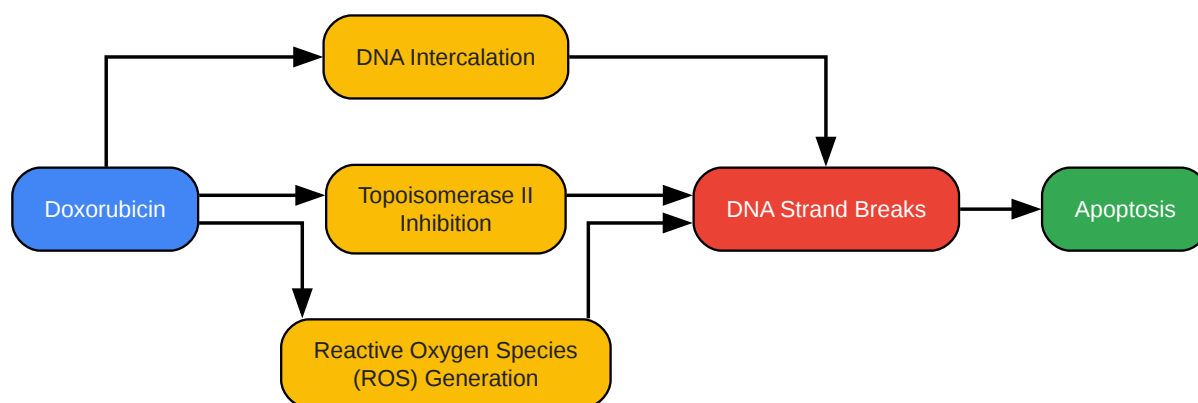 DNA Intercalation
Doxorubicin
Topoisomerase II
Inhibition
DNA Strand Breaks
Apoptosis
Reactive Oxygen Species
(ROS) Generation